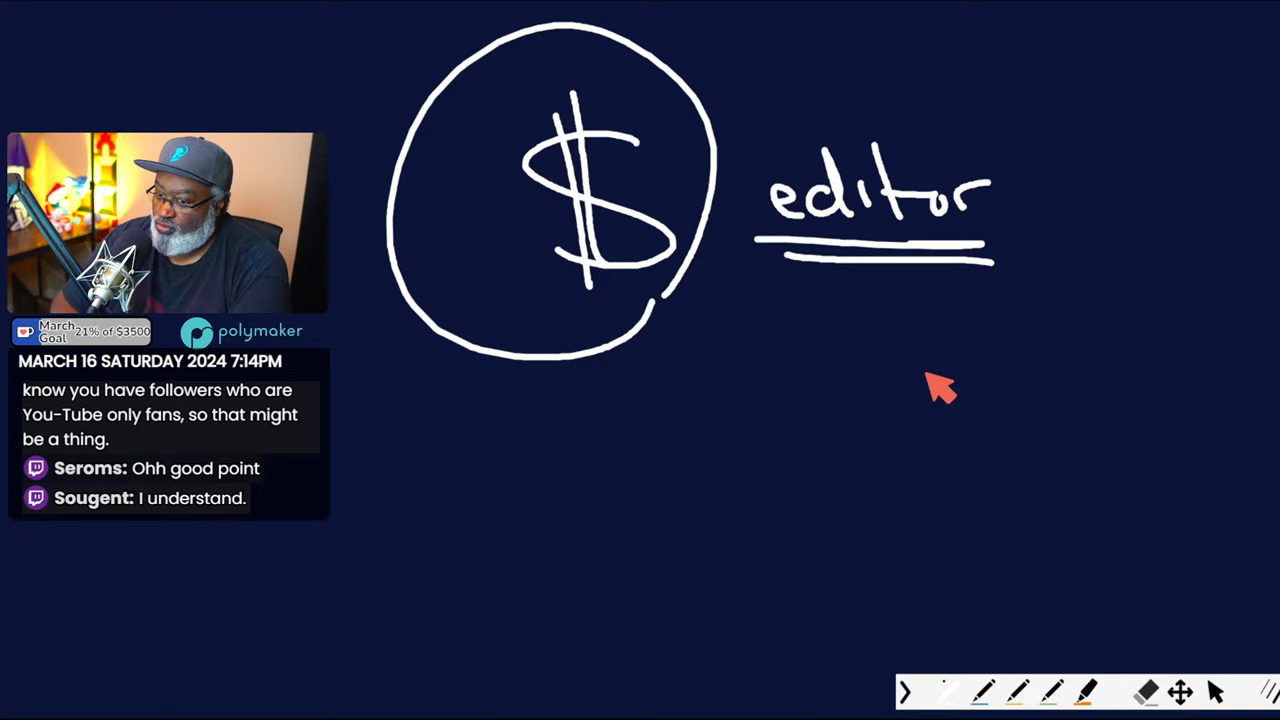 $ editor
March
Goal 21% of $3500
polymaker
MARCH 16 SATURDAY 2024 7:14PM
know you have followers who are
You-Tube only fans, so that might
be a thing.
Seroms: Ohh good point
Sougent: I understand.